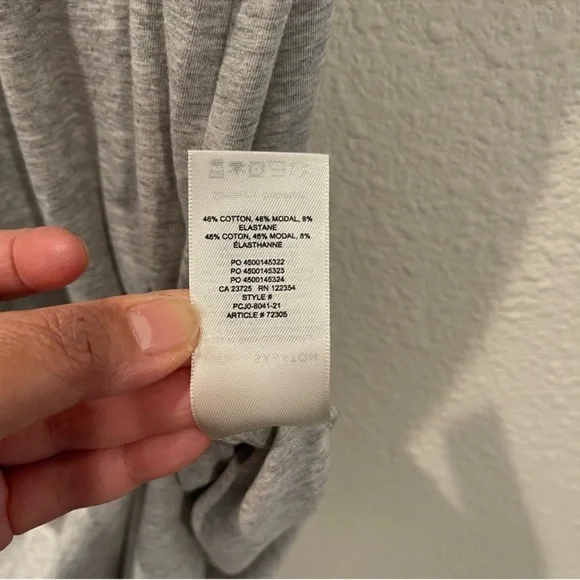 46% COTTON, 46% MODAL, 8%
ELASTANE
46% COTON, 46% MODAL, 8%
ÉLASTHANNE
PO 4500145322
PO 4500145323
PO 4500145324
CA 23725 RN 122354
STYLE #
PCJ0-8041-21
ARTICLE # 72305